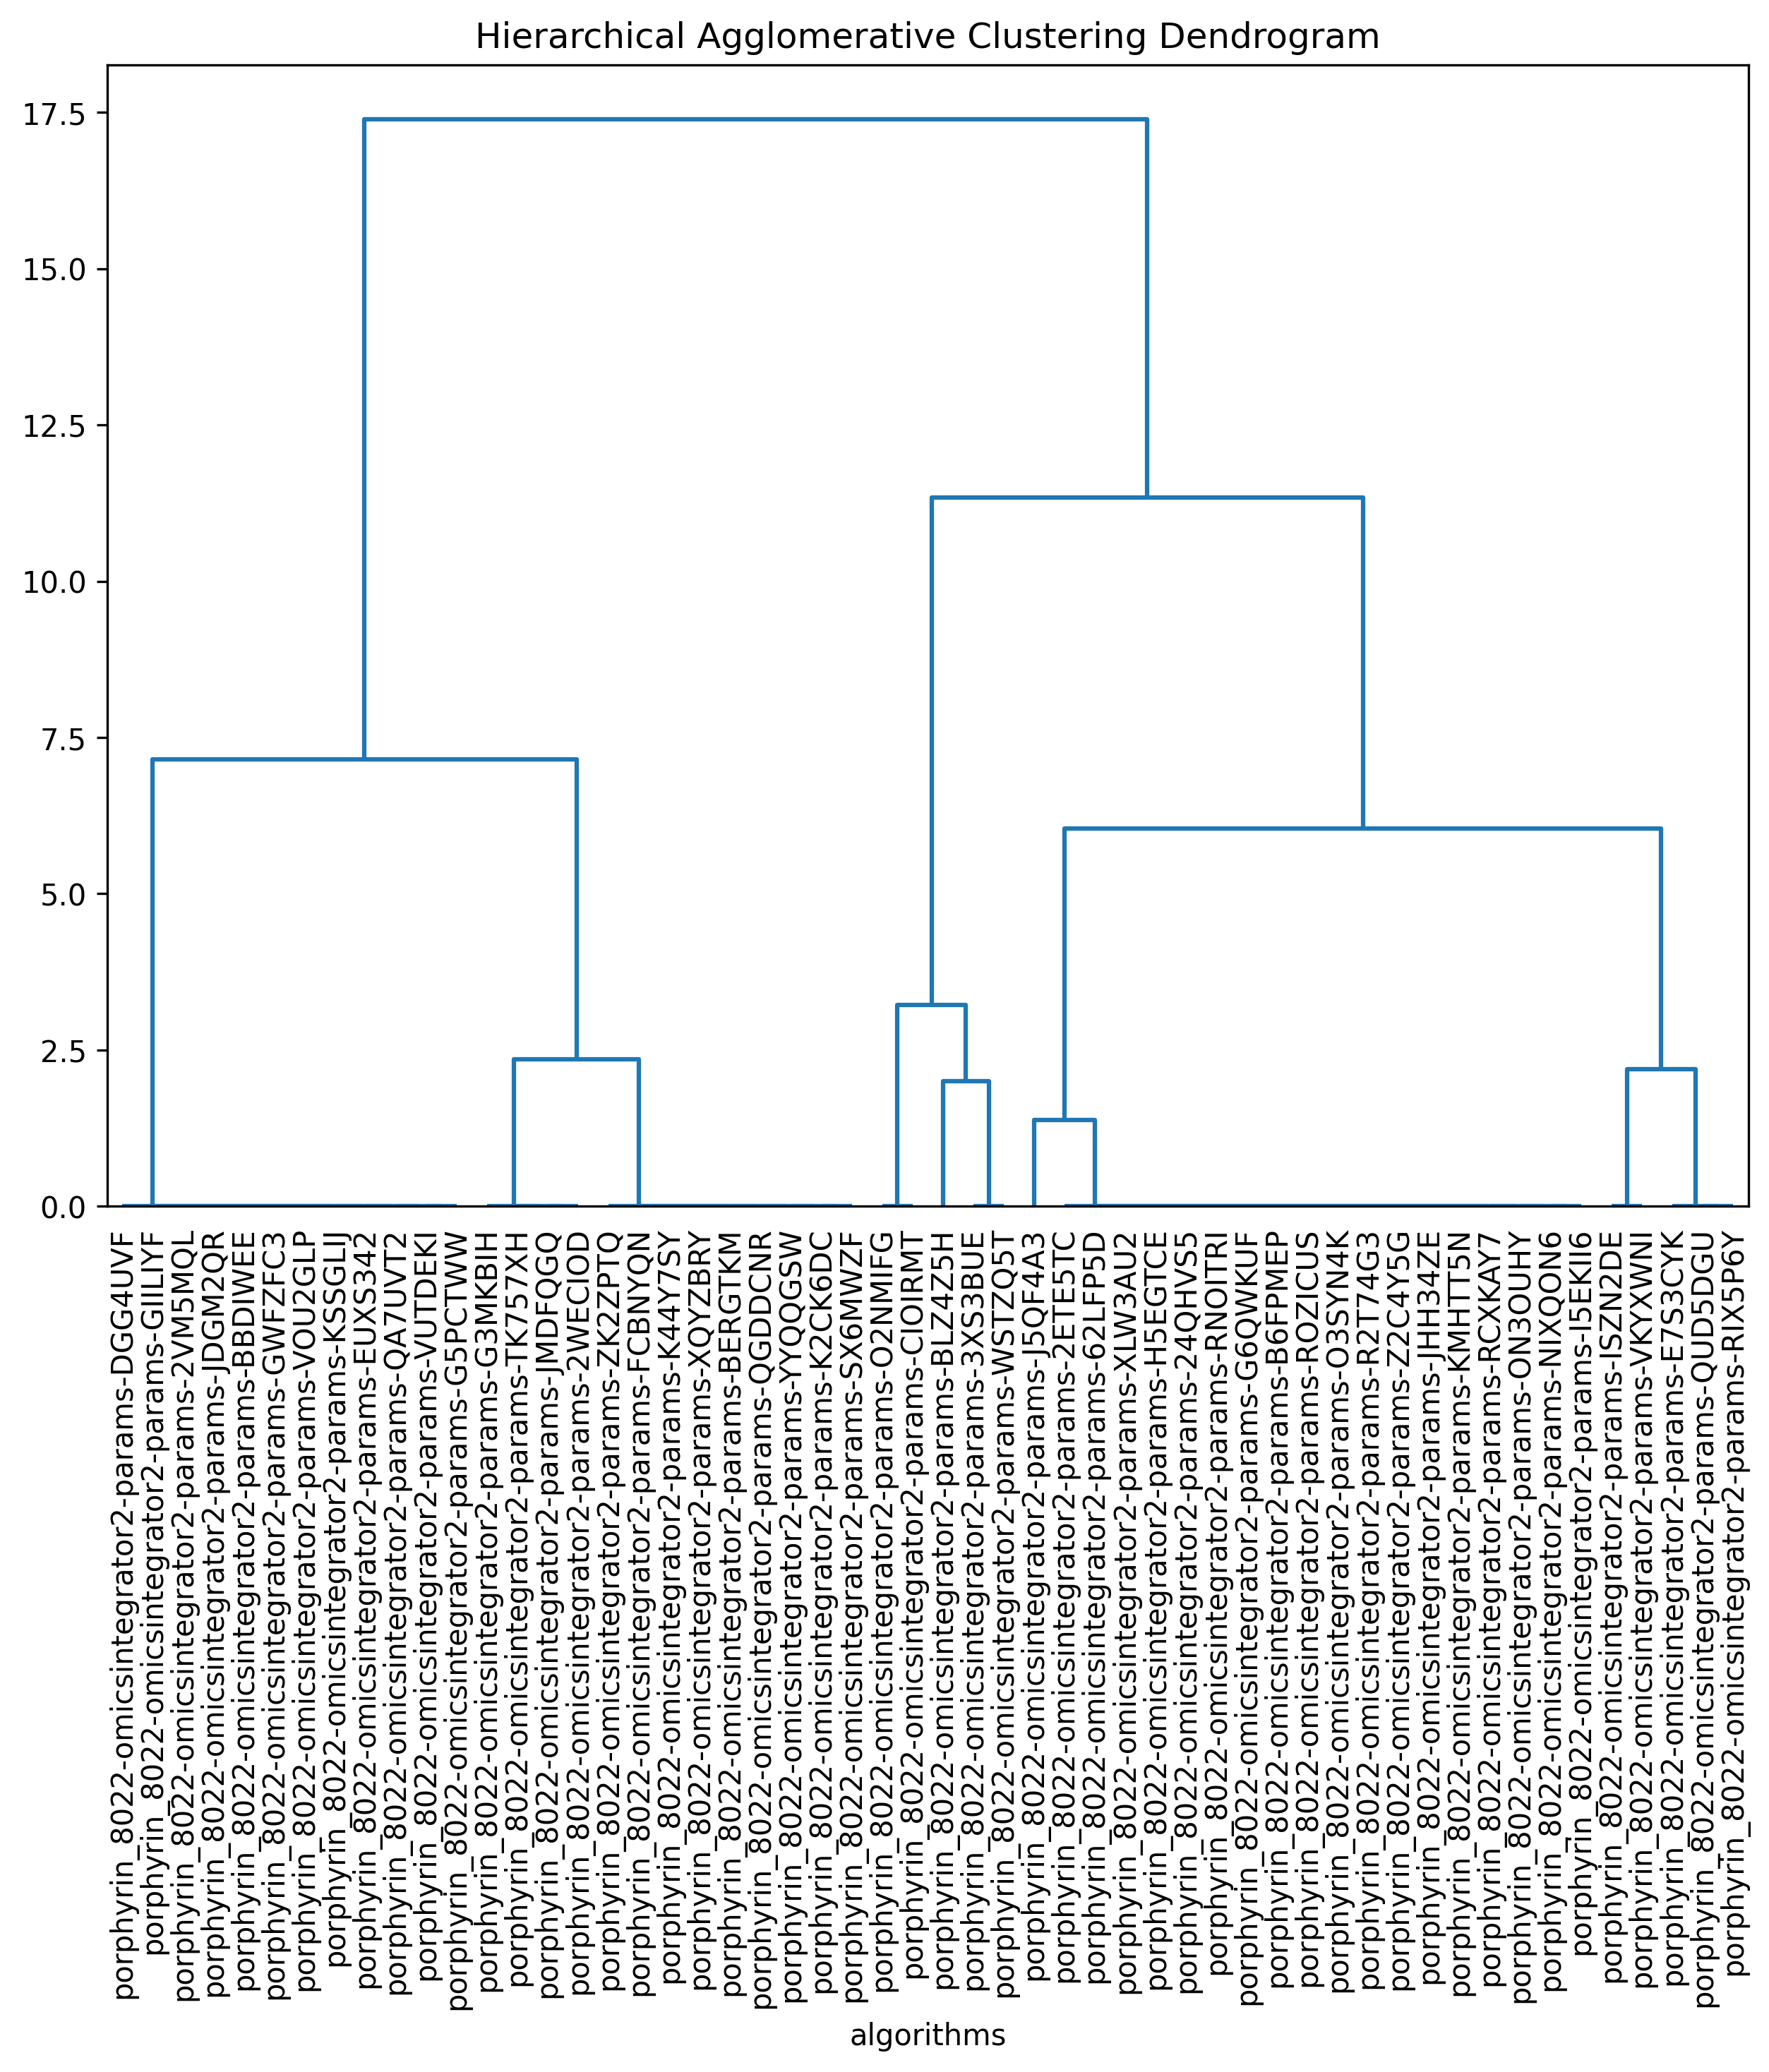 Hierarchical Agglomerative Clustering Dendrogram
17.5
15.0
12.5
10.0
7.5
5.0
2.5
0.0
porphyrin_8022-omicsintegrator2-params-DGG4UVF
porphyrin_8022-omicsintegrator2-params-GIILIYF
porphyrin_8022-omicsintegrator2-params-2VM5MQL
porphyrin_8022-omicsintegrator2-params-JDGM2QR
porphyrin_8022-omicsintegrator2-params-BBDIWEE
porphyrin_8022-omicsintegrator2-params-GWFZFC3
porphyrin_8022-omicsintegrator2-params-VOU2GLP
porphyrin_8022-omicsintegrator2-params-KSSGLIJ
porphyrin_8022-omicsintegrator2-params-EUXS342
porphyrin_8022-omicsintegrator2-params-QA7UVT2
porphyrin_8022-omicsintegrator2-params-VUTDEKI
porphyrin_8022-omicsintegrator2-params-G5PCTWW
porphyrin_8022-omicsintegrator2-params-G3MKBIH
porphyrin_8022-omicsintegrator2-params-TK757XH
porphyrin_8022-omicsintegrator2-params-JMDFQGQ
porphyrin_8022-omicsintegrator2-params-2WECIOD
porphyrin_8022-omicsintegrator2-params-ZK2ZPTQ
porphyrin_8022-omicsintegrator2-params-FCBNYQN
porphyrin_8022-omicsintegrator2-params-K44Y7SY
porphyrin_8022-omicsintegrator2-params-XQYZBRY
porphyrin_8022-omicsintegrator2-params-BERGTKM
porphyrin_8022-omicsintegrator2-params-QGDDCNR
porphyrin_8022-omicsintegrator2-params-YYQQGSW
porphyrin_8022-omicsintegrator2-params-K2CK6DC
porphyrin_8022-omicsintegrator2-params-SX6MWZF
porphyrin_8022-omicsintegrator2-params-O2NMIFG
porphyrin_8022-omicsintegrator2-params-CIOIRMT
porphyrin_8022-omicsintegrator2-params-BLZ4Z5H
porphyrin_8022-omicsintegrator2-params-3XS3BUE
porphyrin_8022-omicsintegrator2-params-WSTZQ5T
porphyrin_8022-omicsintegrator2-params-J5QF4A3
porphyrin_8022-omicsintegrator2-params-2ETE5TC
porphyrin_8022-omicsintegrator2-params-62LFP5D
porphyrin_8022-omicsintegrator2-params-XLW3AU2
porphyrin_8022-omicsintegrator2-params-H5EGTCE
porphyrin_8022-omicsintegrator2-params-24QHVS5
porphyrin_8022-omicsintegrator2-params-RNOITRI
porphyrin_8022-omicsintegrator2-params-G6QWKUF
porphyrin_8022-omicsintegrator2-params-B6FPMEP
porphyrin_8022-omicsintegrator2-params-ROZICUS
porphyrin_8022-omicsintegrator2-params-O3SYN4K
porphyrin_8022-omicsintegrator2-params-R2T74G3
porphyrin_8022-omicsintegrator2-params-Z2C4Y5G
porphyrin_8022-omicsintegrator2-params-JHH34ZE
porphyrin_8022-omicsintegrator2-params-KMHTT5N
porphyrin_8022-omicsintegrator2-params-RCXKAY7
porphyrin_8022-omicsintegrator2-params-ON3OUHY
porphyrin_8022-omicsintegrator2-params-NIXQON6
porphyrin_8022-omicsintegrator2-params-I5EKII6
porphyrin_8022-omicsintegrator2-params-ISZN2DE
porphyrin_8022-omicsintegrator2-params-VKYXWNI
porphyrin_8022-omicsintegrator2-params-E7S3CYK
porphyrin_8022-omicsintegrator2-params-QUD5DGU
porphyrin_8022-omicsintegrator2-params-RIX5P6Y
algorithms